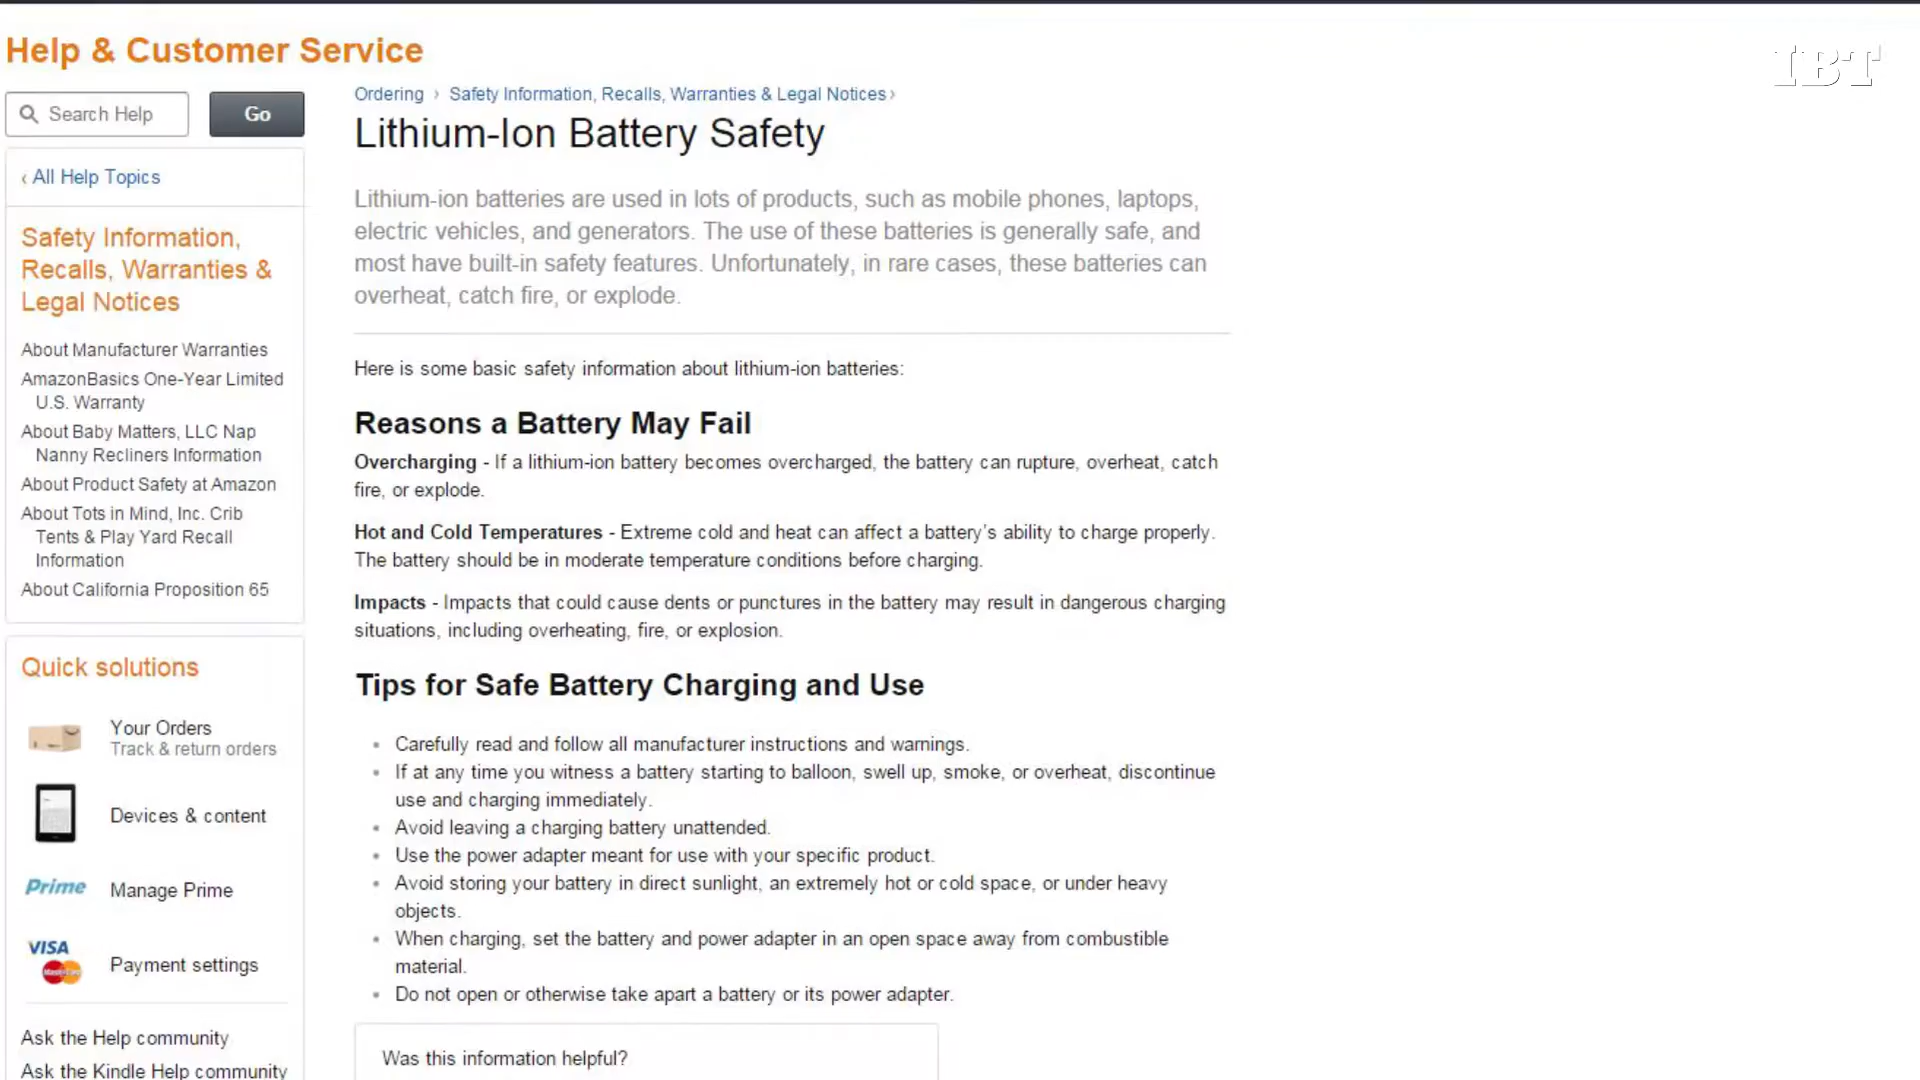 Help & Customer Service
IBT
Search Help
Go
‹ All Help Topics
Safety Information,
Recalls, Warranties &
Legal Notices
About Manufacturer Warranties
AmazonBasics One-Year Limited
U.S. Warranty
About Baby Matters, LLC Nap
Nanny Recliners Information
About Product Safety at Amazon
About Tots in Mind, Inc. Crib
Tents & Play Yard Recall
Information
About California Proposition 65
Quick solutions
Your Orders
Track & return orders
Devices & content
Prime
Manage Prime
VISA
MasterCard
Payment settings
Ask the Help community
Ask the Kindle Help community
Ordering › Safety Information, Recalls, Warranties & Legal Notices ›
Lithium-Ion Battery Safety
Lithium-ion batteries are used in lots of products, such as mobile phones, laptops,
electric vehicles, and generators. The use of these batteries is generally safe, and
most have built-in safety features. Unfortunately, in rare cases, these batteries can
overheat, catch fire, or explode.
Here is some basic safety information about lithium-ion batteries:
Reasons a Battery May Fail
Overcharging - If a lithium-ion battery becomes overcharged, the battery can rupture, overheat, catch
fire, or explode.
Hot and Cold Temperatures - Extreme cold and heat can affect a battery’s ability to charge properly.
The battery should be in moderate temperature conditions before charging.
Impacts - Impacts that could cause dents or punctures in the battery may result in dangerous charging
situations, including overheating, fire, or explosion.
Tips for Safe Battery Charging and Use
• Carefully read and follow all manufacturer instructions and warnings.
• If at any time you witness a battery starting to balloon, swell up, smoke, or overheat, discontinue
use and charging immediately.
• Avoid leaving a charging battery unattended.
• Use the power adapter meant for use with your specific product.
• Avoid storing your battery in direct sunlight, an extremely hot or cold space, or under heavy
objects.
• When charging, set the battery and power adapter in an open space away from combustible
material.
• Do not open or otherwise take apart a battery or its power adapter.
Was this information helpful?